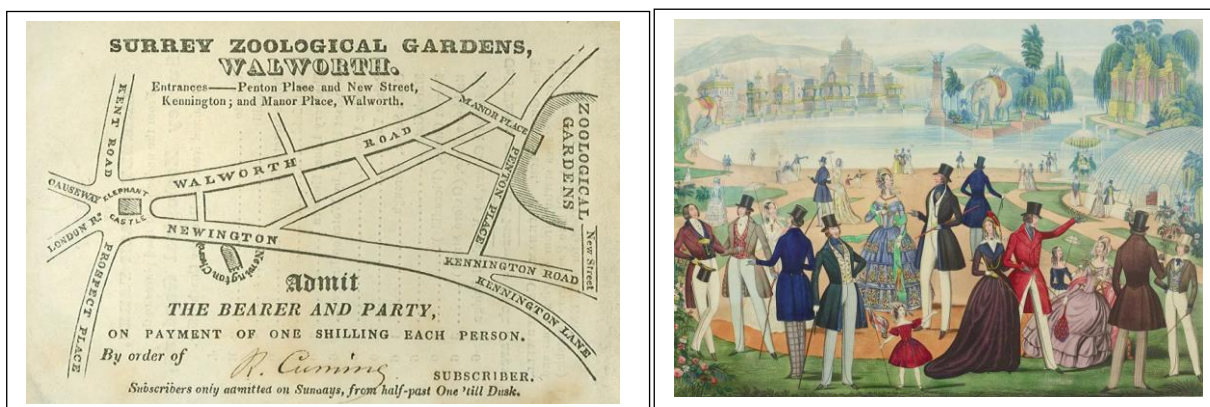 SURREY ZOOLOGICAL GARDENS,
WALWORTH.
Entrances——Penton Place and New Street,
Kennington; and Manor Place, Walworth.
KENT ROAD
MANOR PLACE
ZOOLOGICAL
GARDENS
WALWORTH ROAD
PENTON PLACE
CAUSEWAY
ELEPHANT
CASTLE
LONDON Rd.
NEWINGTON
Newington Church
New Street
PROSPECT PLACE
KENNINGTON ROAD
KENNINGTON LANE
Admit
THE BEARER AND PARTY,
ON PAYMENT OF ONE SHILLING EACH PERSON.
By order of
R. Cuming
SUBSCRIBER.
Subscribers only admitted on Sundays, from half-past One 'till Dusk.